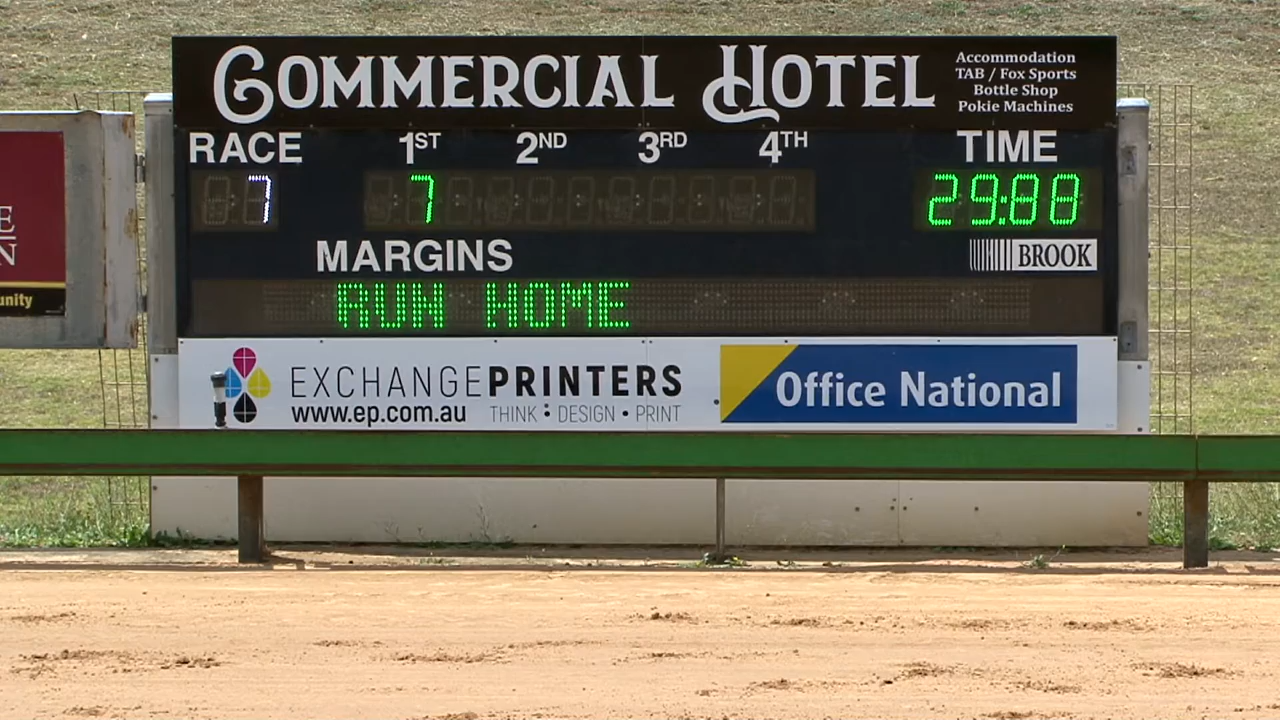 COMMERCIAL HOTEL
Accommodation
TAB / Fox Sports
Bottle Shop
Pokie Machines
RACE 1ST 2ND 3RD 4TH TIME
7 7 29:88
MARGINS
BROOK
RUN HOME
E
N
unity
EXCHANGEPRINTERS
www.ep.com.au THINK • DESIGN • PRINT
Office National